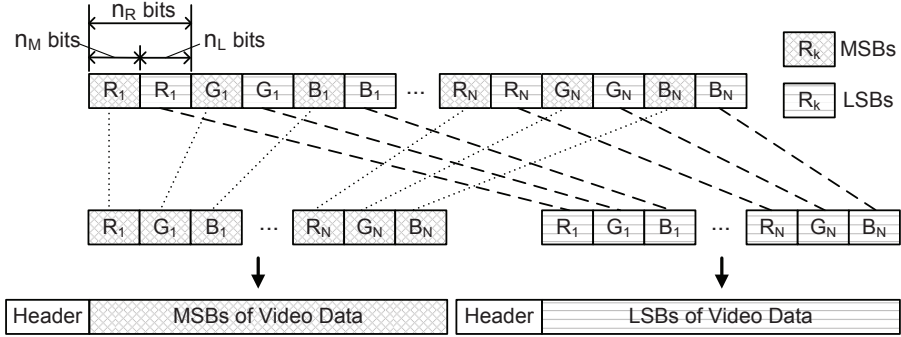 n_R bits
n_M bits n_L bits
R_k MSBs
R_k LSBs
R_1 R_1 G_1 G_1 B_1 B_1 ... R_N R_N G_N G_N B_N B_N
R_1 G_1 B_1 ... R_N G_N B_N R_1 G_1 B_1 ... R_N G_N B_N
Header MSBs of Video Data Header LSBs of Video Data